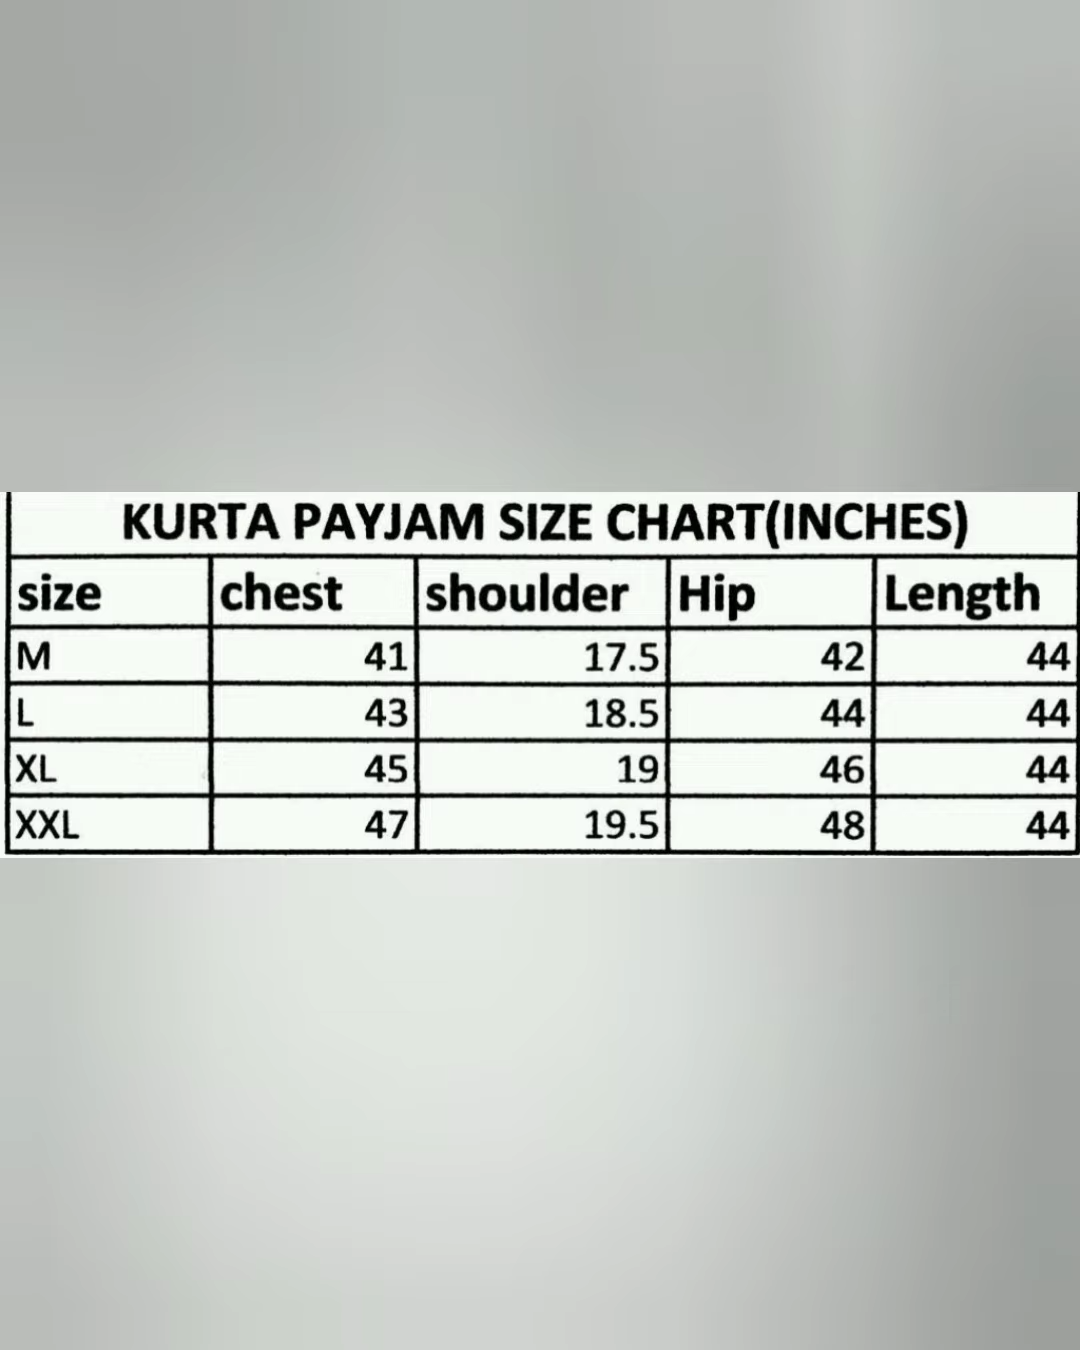 KURTA PAYJAM SIZE CHART(INCHES)
size chest shoulder Hip Length
M 41 17.5 42 44
L 43 18.5 44 44
XL 45 19 46 44
XXL 47 19.5 48 44